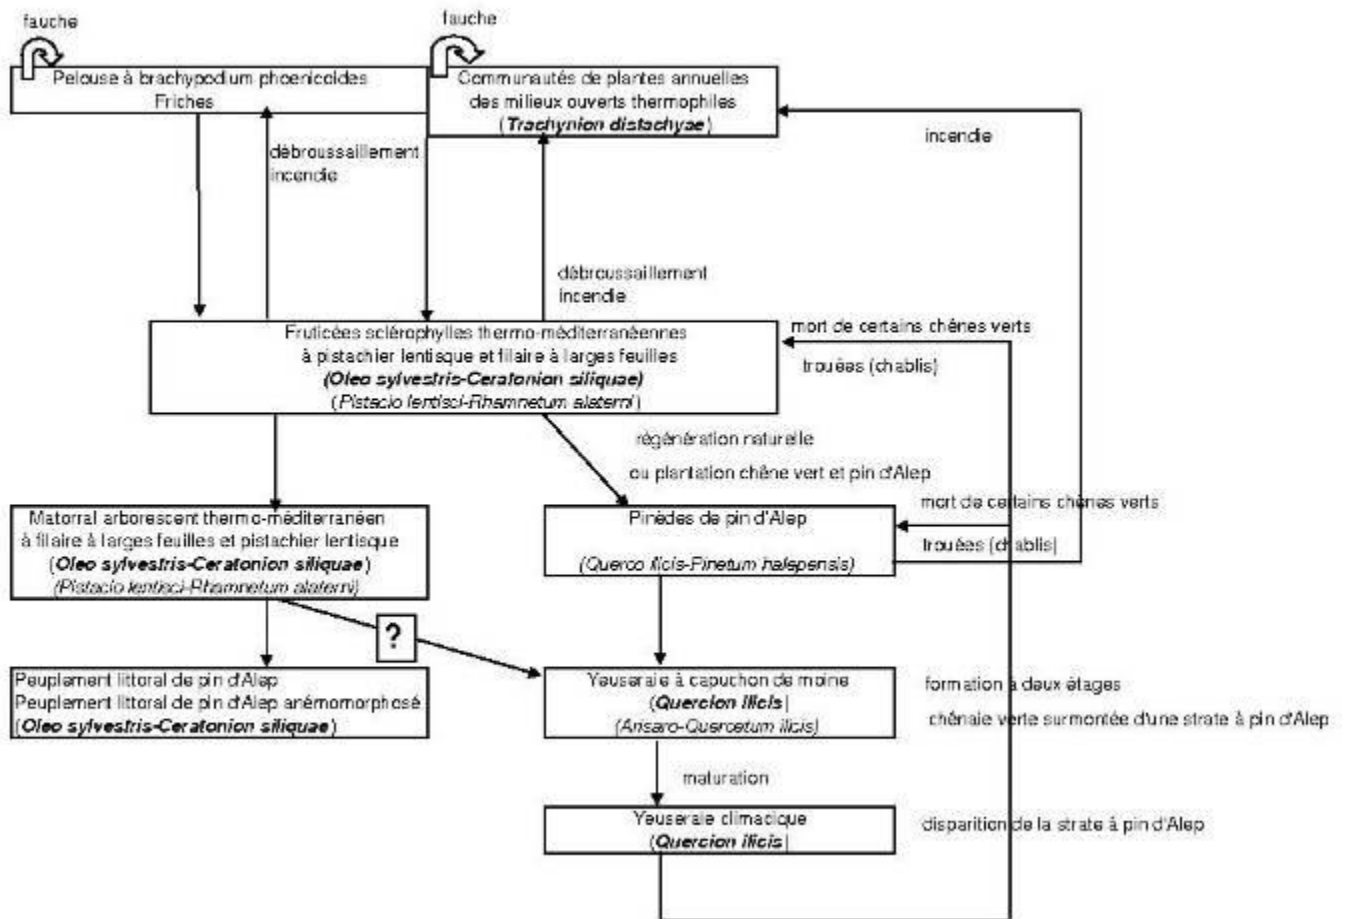 fauche
fauche
Pelouse à brachypodium phoenicoides
Friches
Communautés de plantes annuelles
des milieux ouverts thermophiles
(Trachynion distachyae)
incendie
débroussaillement
incendie
débroussaillement
incendie
Fruticées sclérophylles thermo-méditerranéennes
à pistachier lentisque et filaire à larges feuilles
(Oleo sylvestris-Ceratonion siliquae)
(Pistacio lentisci-Rhamnetum alaterni)
mort de certains chênes verts
trouées (chablis)
régénération naturelle
ou plantation chêne vert et pin d'Alep
Matorral arborescent thermo-méditerranéen
à filaire à larges feuilles et pistachier lentisque
(Oleo sylvestris-Ceratonion siliquae)
(Pistacio lentisci-Rhamnetum alaterni)
Pinèdes de pin d'Alep
(Querco ilicis-Pinetum halepensis)
mort de certains chênes verts
trouées (chablis)
?
Peuplement littoral de pin d'Alep
Peuplement littoral de pin d'Alep anémomorphosé
(Oleo sylvestris-Ceratonion siliquae)
Yeuseraie à capuchon de moine
(Quercion ilicis)
(Arisaro-Quercetum ilicis)
formation à deux étages
chênaie verte surmontée d'une strate à pin d'Alep
maturation
Yeuseraie climacique
(Quercion ilicis)
disparition de la strate à pin d'Alep